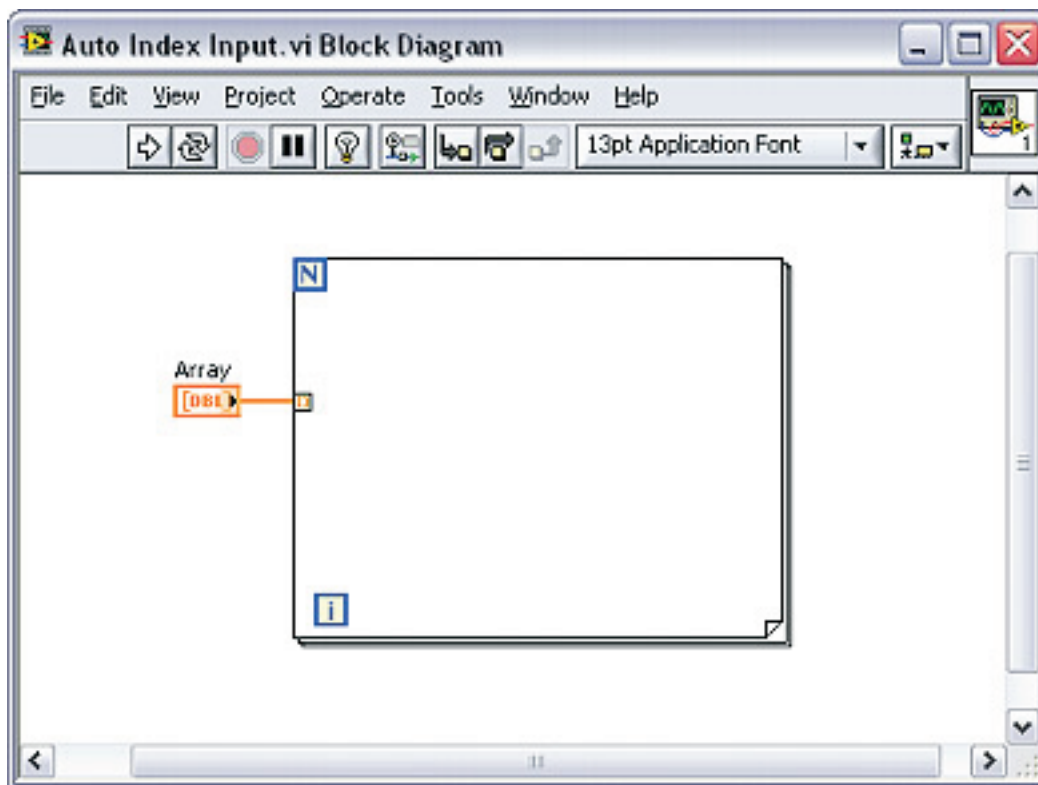 Auto Index Input.vi Block Diagram
File Edit View Project Operate Tools Window Help
13pt Application Font
1
N
Array
[DBL]
i